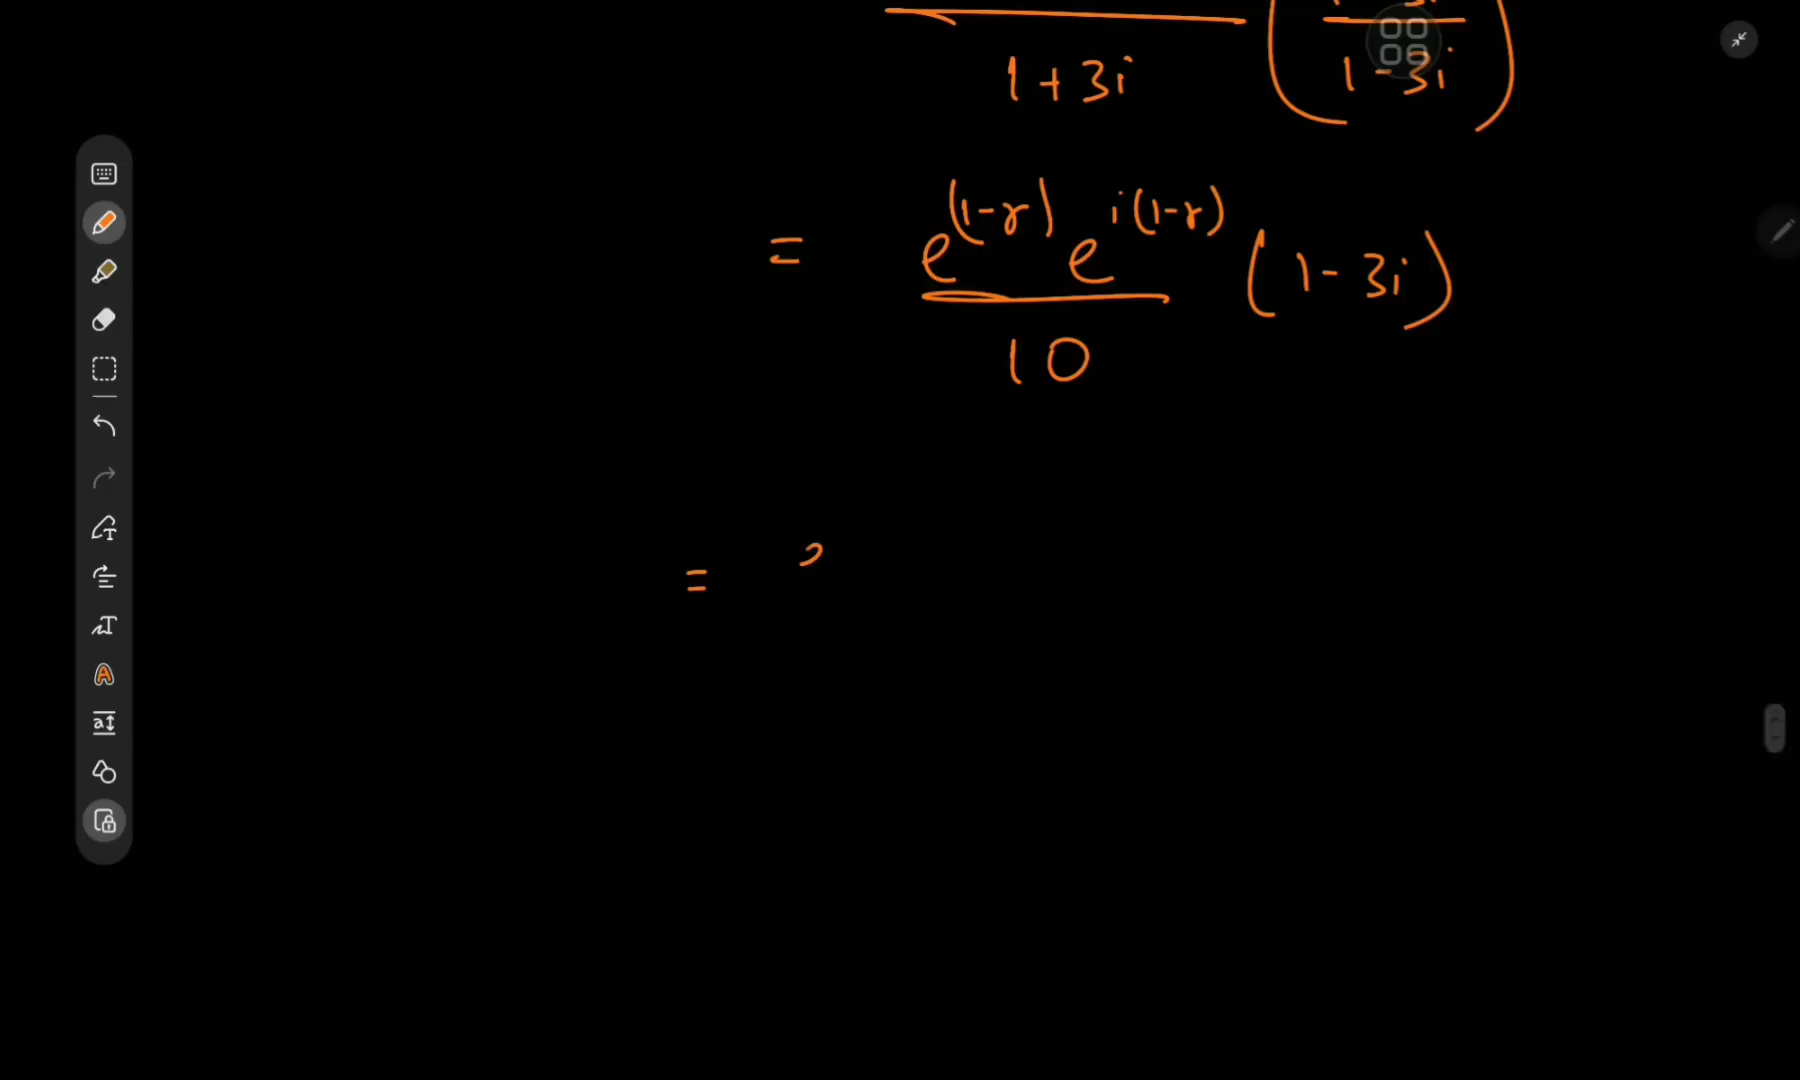 1 + 3i ( 1 - 3i )
= e^(1-γ) e^i(1-γ) / 10 (1 - 3i)
=